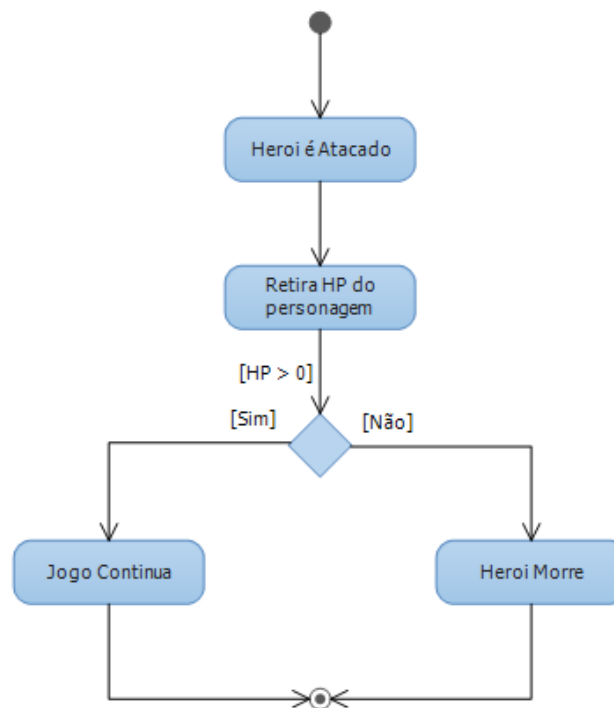 Heroi é Atacado
Retira HP do
personagem
[HP > 0]
[Sim]
[Não]
Jogo Continua
Heroi Morre